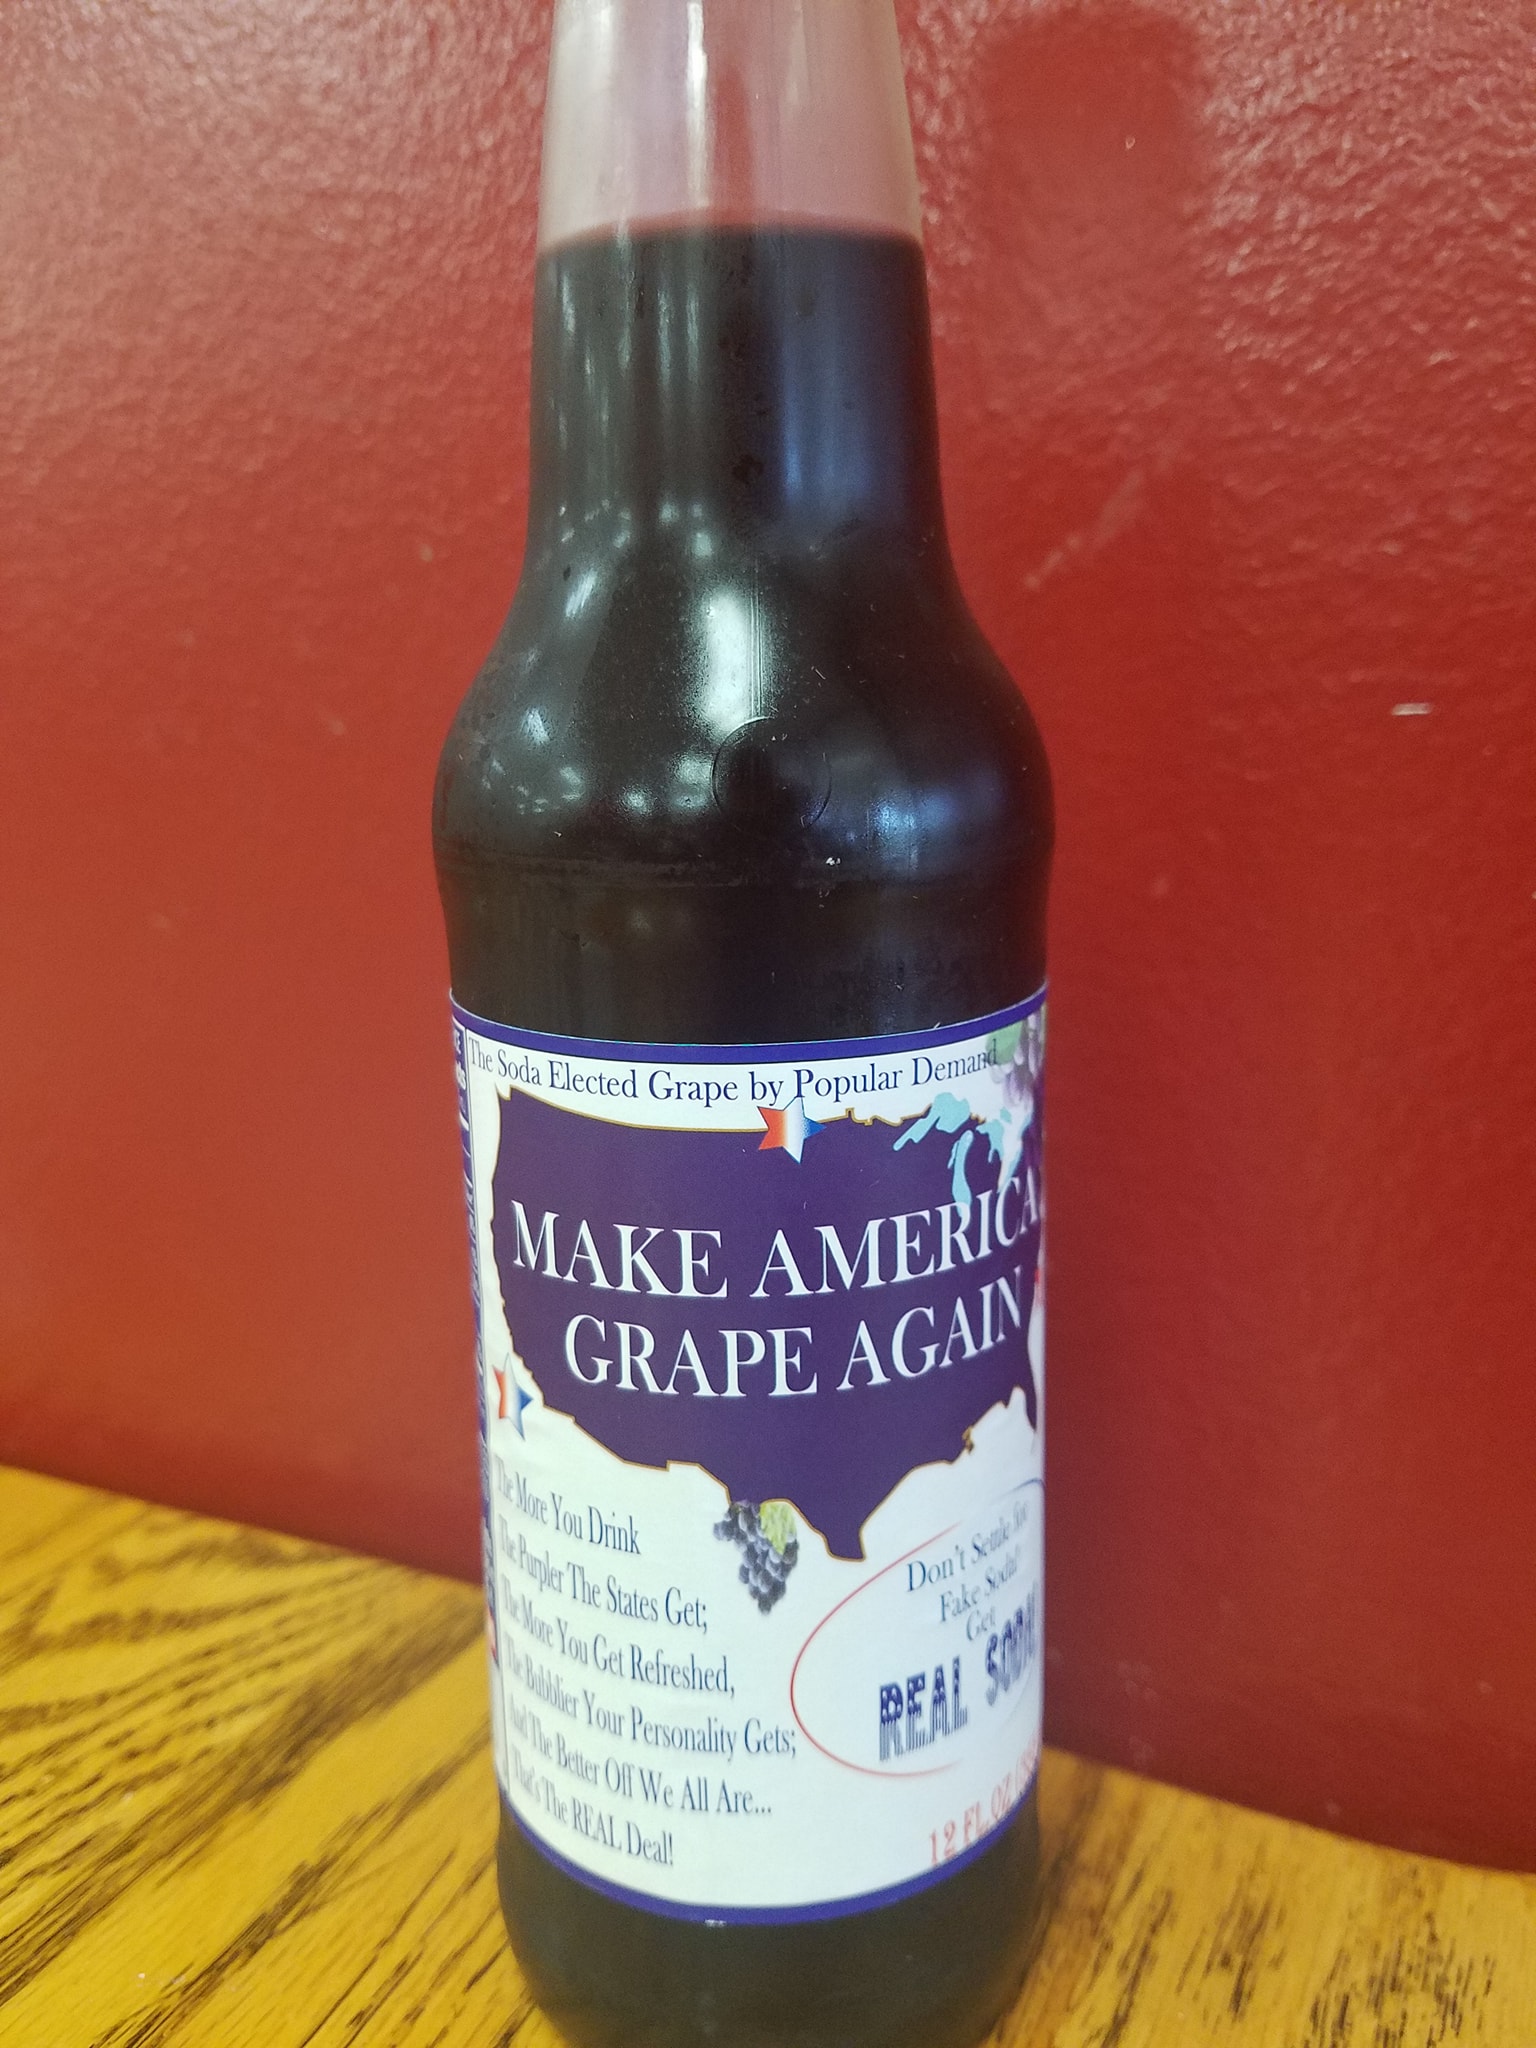 The Soda Elected Grape by Popular Demand
MAKE AMERICA
GRAPE AGAIN
The More You Drink
The Purpler The States Get;
The More You Get Refreshed,
The Bubblier Your Personality Gets;
And The Better Off We All Are...
That's The REAL Deal!
Don't Settle for
Fake Soda!
Get
REAL SODA!
12 FL.OZ.